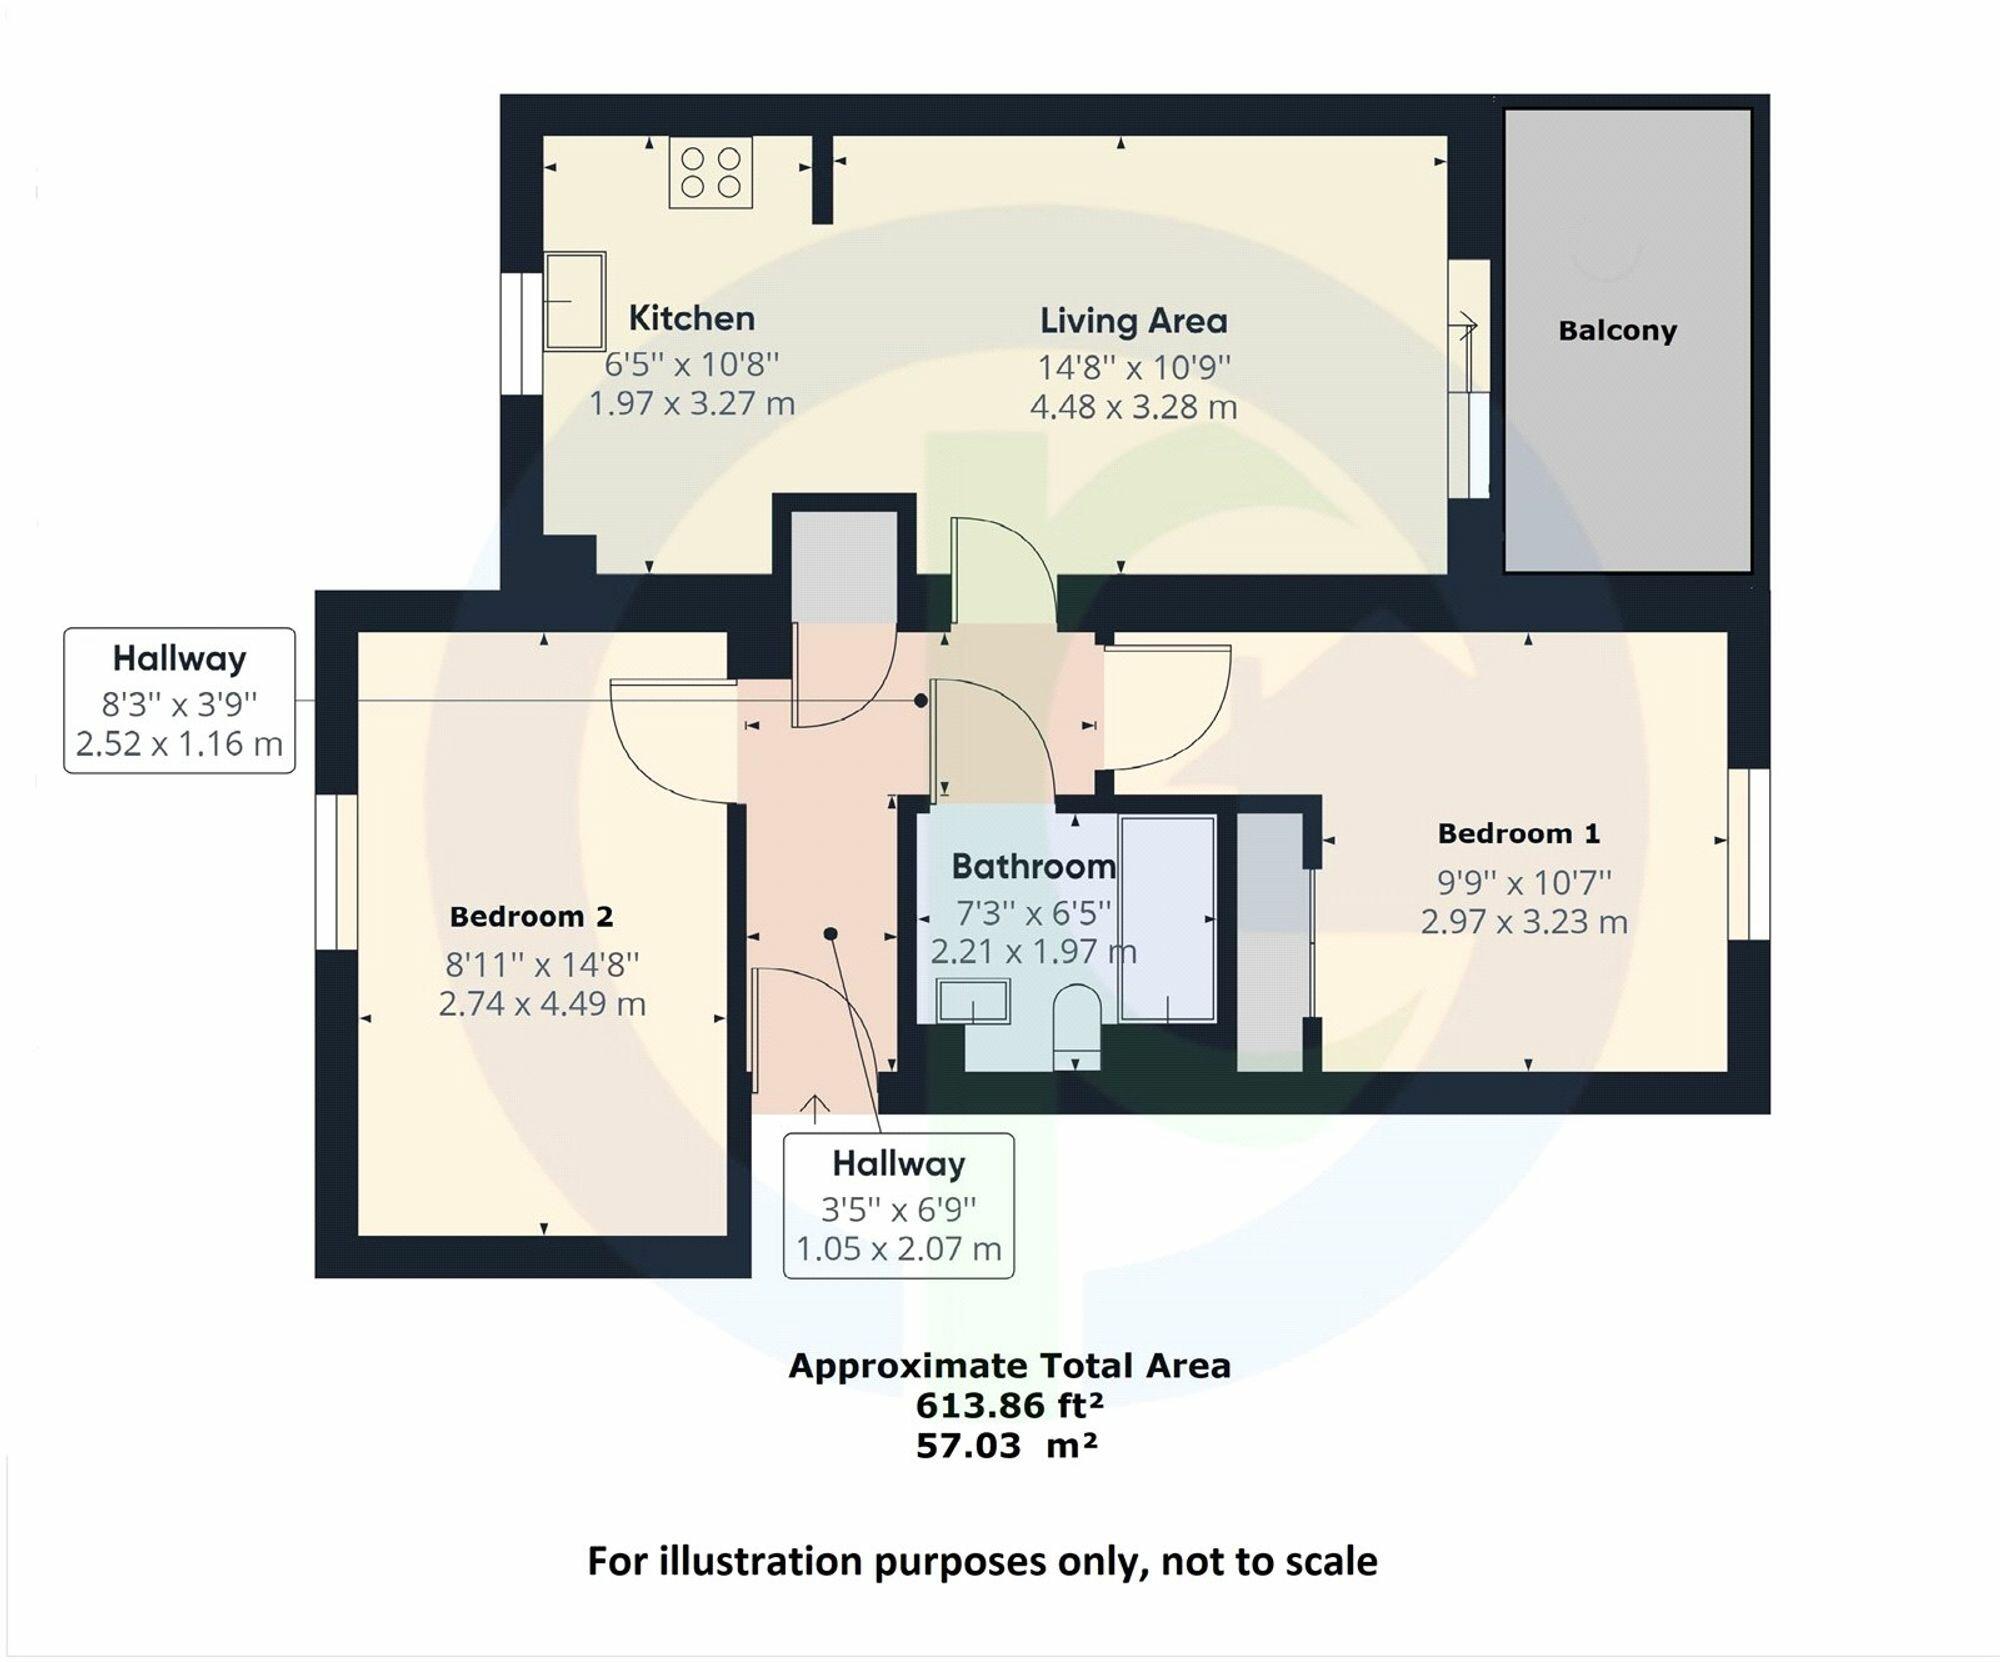 Kitchen
6'5" x 10'8"
1.97 x 3.27 m
Living Area
14'8" x 10'9"
4.48 x 3.28 m
Balcony
Hallway
8'3" x 3'9"
2.52 x 1.16 m
Bedroom 2
8'11" x 14'8"
2.74 x 4.49 m
Bathroom
7'3" x 6'5"
2.21 x 1.97 m
Bedroom 1
9'9" x 10'7"
2.97 x 3.23 m
Hallway
3'5" x 6'9"
1.05 x 2.07 m
Approximate Total Area
613.86 ft²
57.03 m²
For illustration purposes only, not to scale